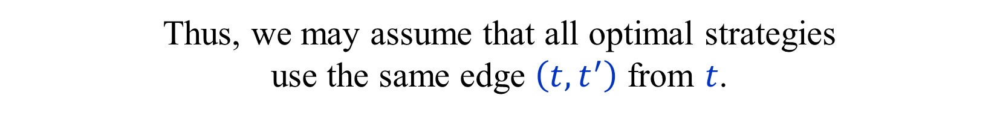 Thus, we may assume that all optimal strategies
use the same edge (t, t′) from t.